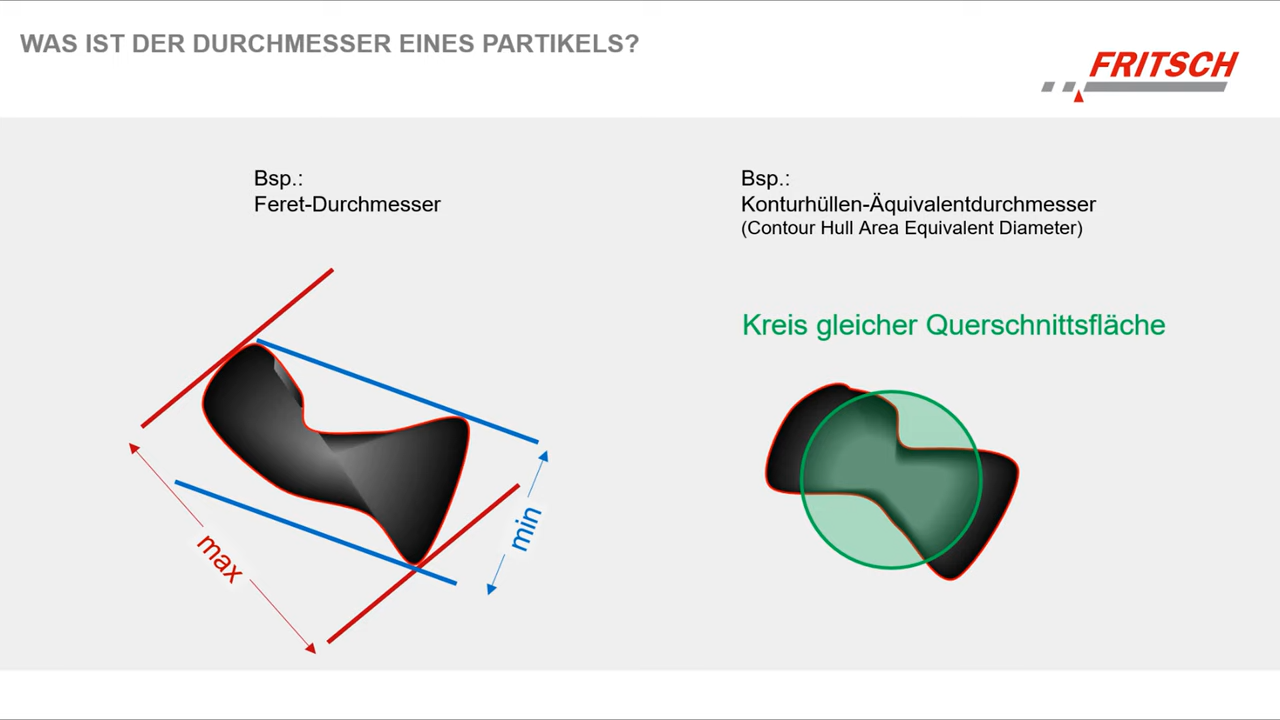 WAS IST DER DURCHMESSER EINES PARTIKELS?
FRITSCH
Bsp.:
Feret-Durchmesser
Bsp.:
Konturhüllen-Äquivalentdurchmesser
(Contour Hull Area Equivalent Diameter)
Kreis gleicher Querschnittsfläche
max
min